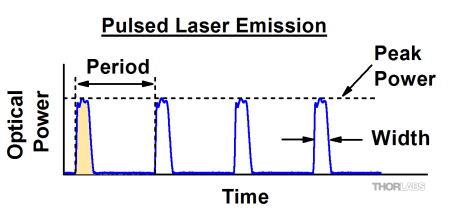 Pulsed Laser Emission
Period
Peak
Power
Optical
Power
Width
Time
THORLABS